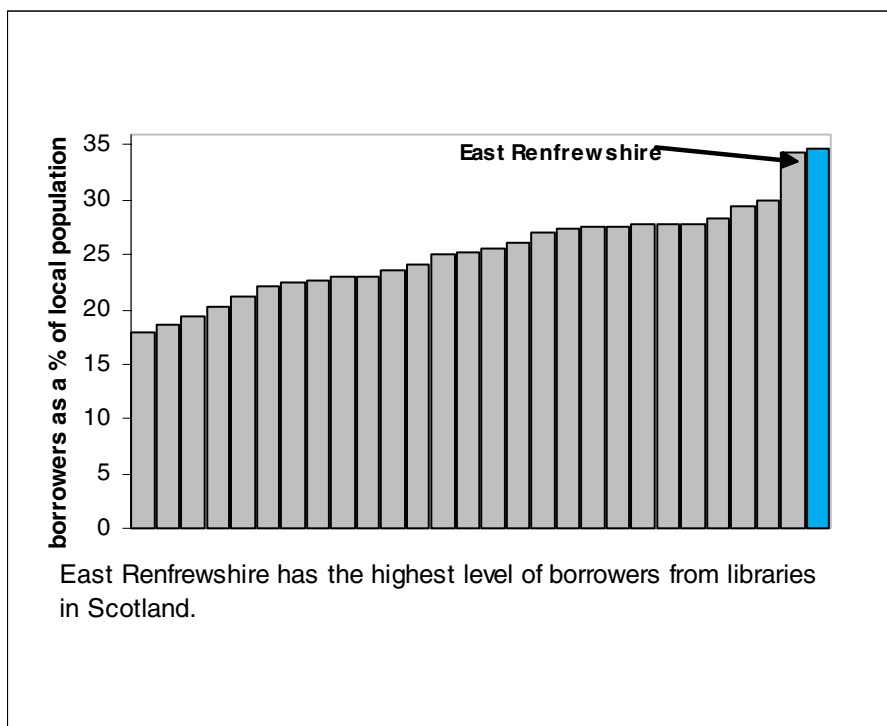 borrowers as a % of local population
35
30
25
20
15
10
5
0
East Renfrewshire
East Renfrewshire has the highest level of borrowers from libraries
in Scotland.